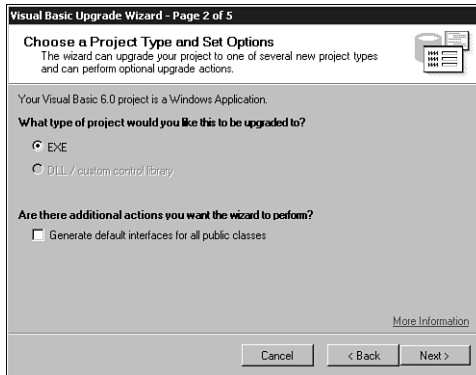 Visual Basic Upgrade Wizard - Page 2 of 5
Choose a Project Type and Set Options
The wizard can upgrade your project to one of several new project types
and can perform optional upgrade actions.
Your Visual Basic 6.0 project is a Windows Application.
What type of project would you like this to be upgraded to?
EXE
DLL / custom control library
Are there additional actions you want the wizard to perform?
Generate default interfaces for all public classes
More Information
Cancel
< Back
Next >